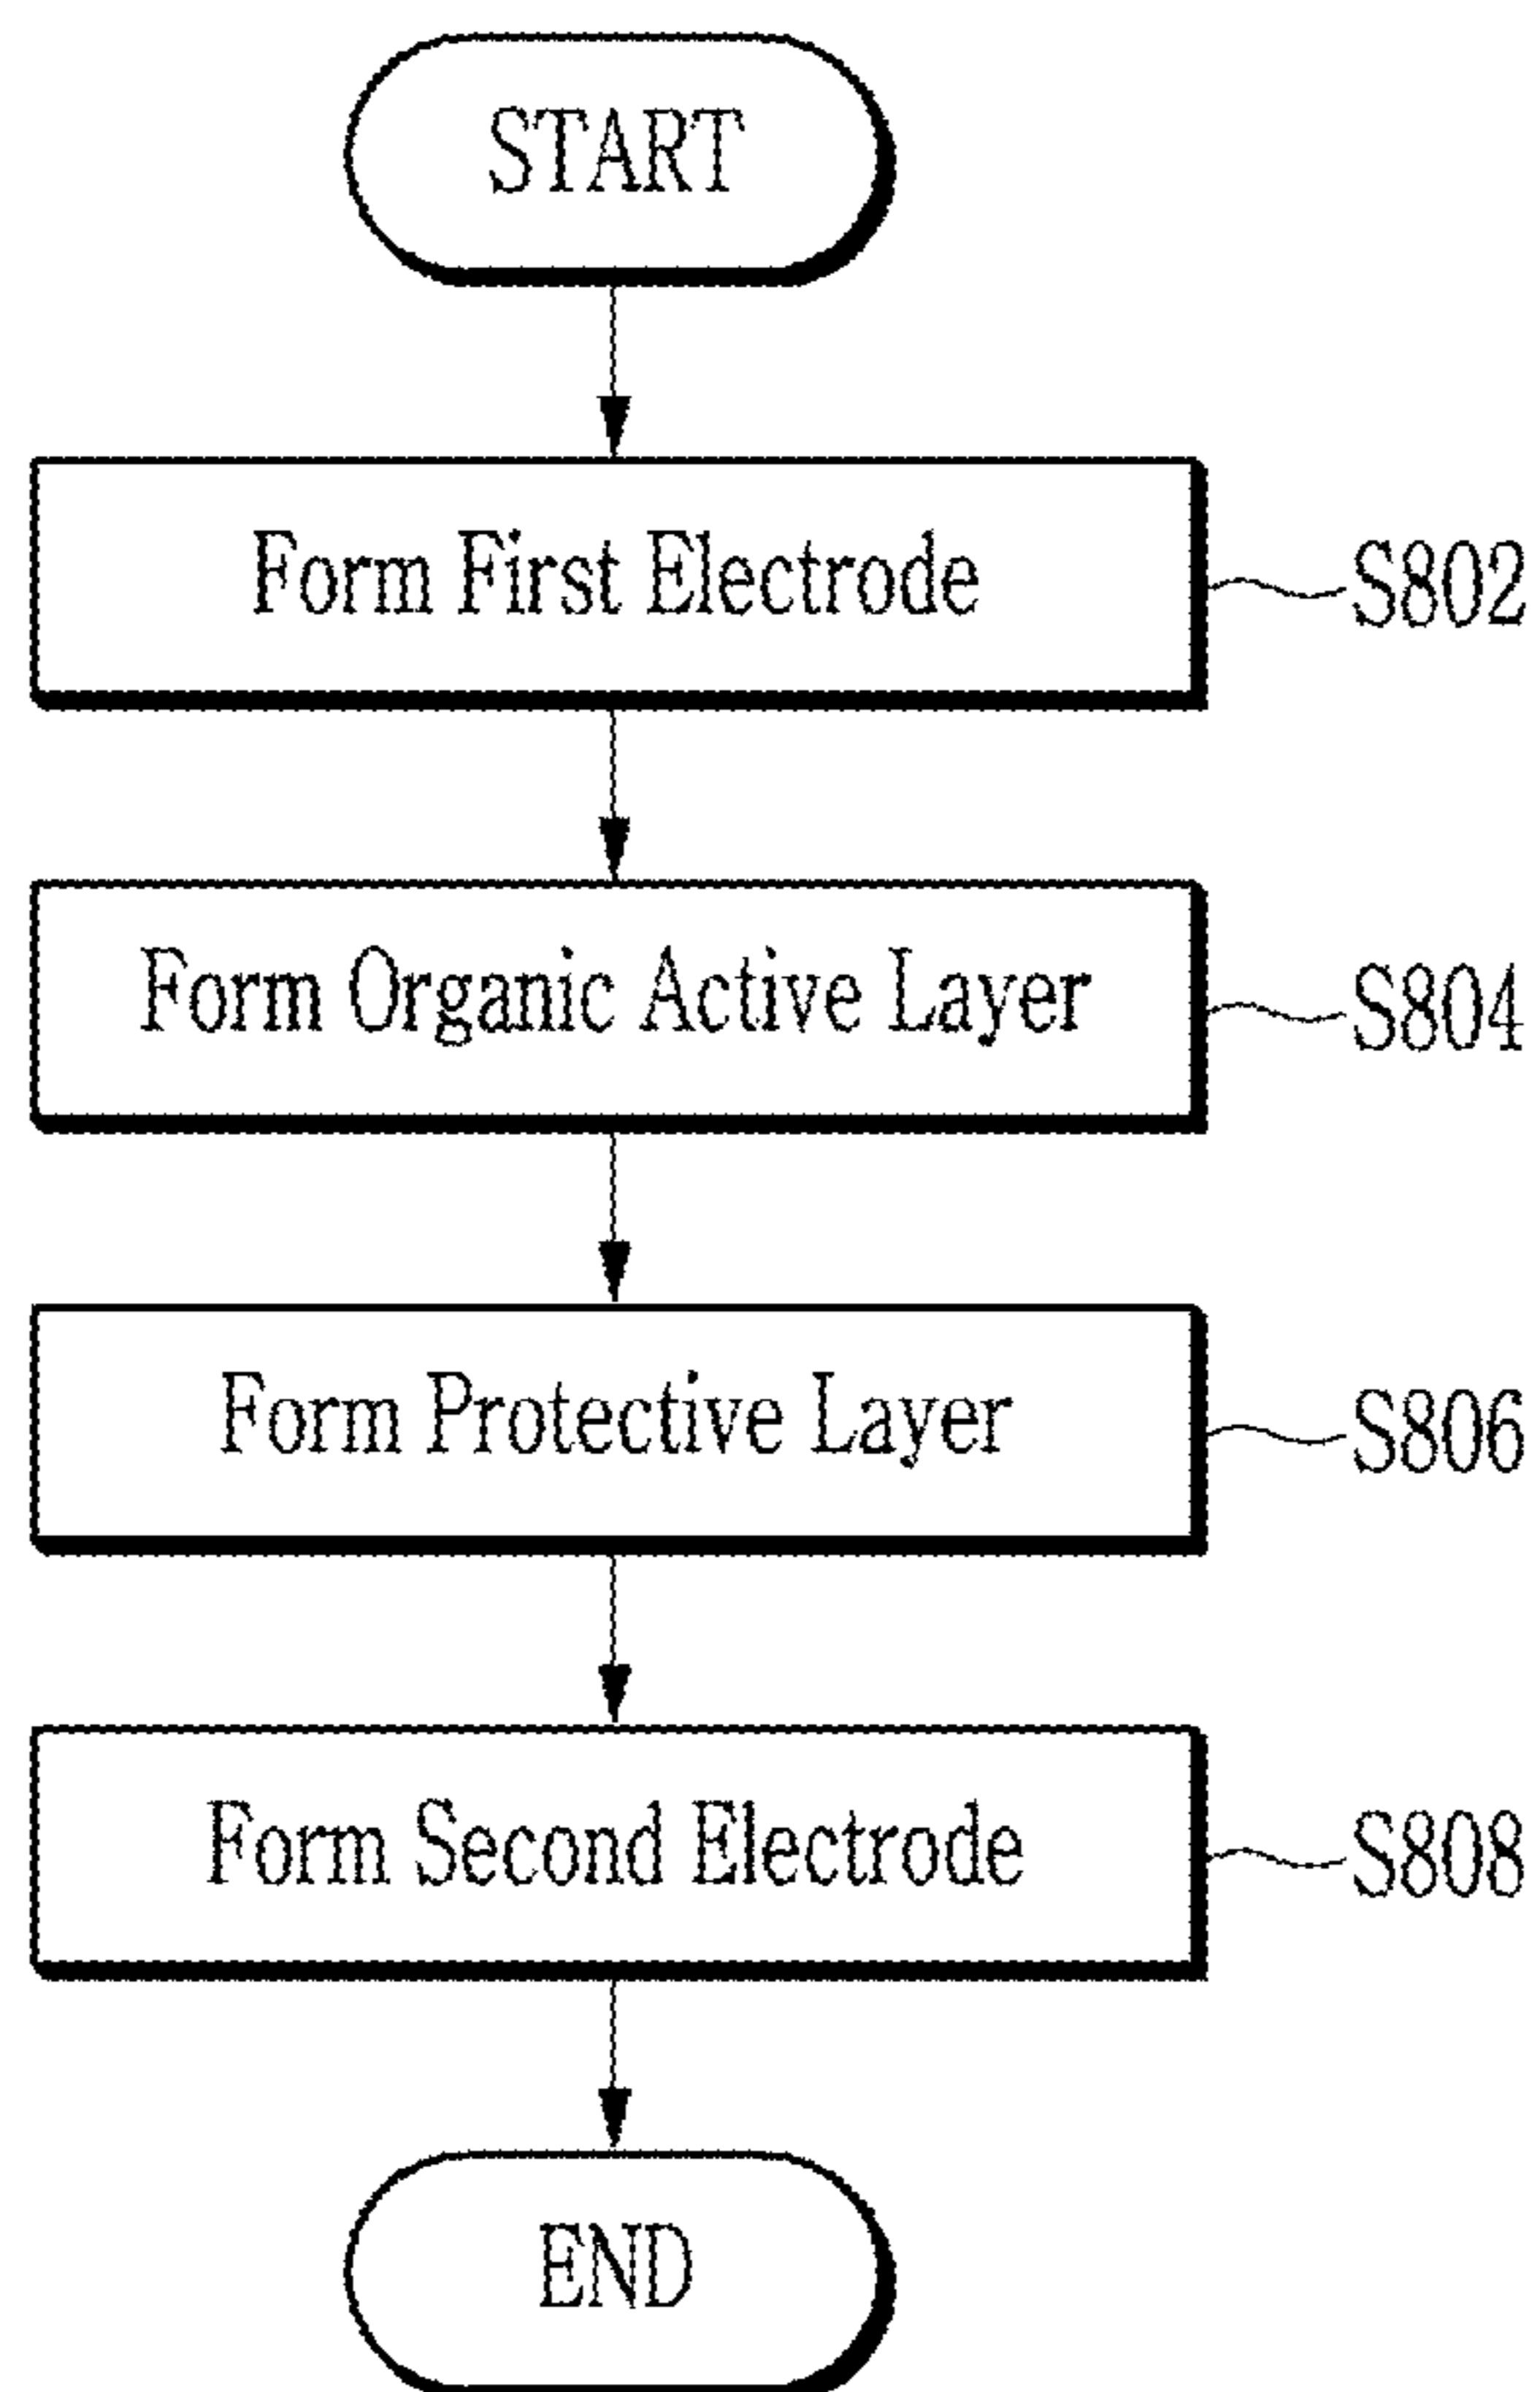 START
Form First Electrode
S802
Form Organic Active Layer
S804
Form Protective Layer
S806
Form Second Electrode
S808
END